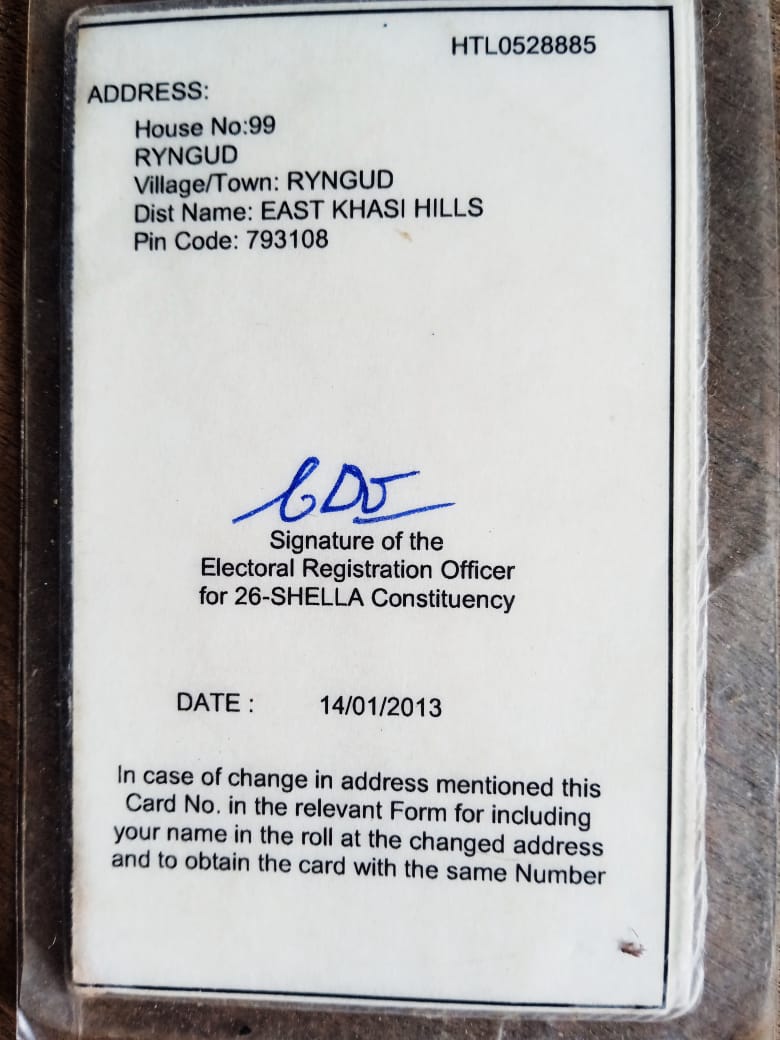 HTL0528885
ADDRESS:
House No:99
RYNGUD
Village/Town: RYNGUD
Dist Name: EAST KHASI HILLS
Pin Code: 793108
Signature of the
Electoral Registration Officer
for 26-SHELLA Constituency
DATE : 14/01/2013
In case of change in address mentioned this
Card No. in the relevant Form for including
your name in the roll at the changed address
and to obtain the card with the same Number